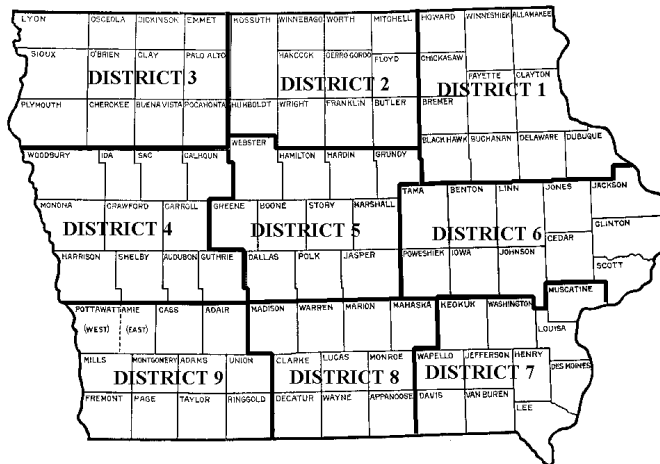 LYON OSCEOLA DICKINSON EMMET KOSSUTH WINNEBAGO WORTH MITCHELL HOWARD WINNESHIEK ALLAMAKEE
SIOUX O'BRIEN CLAY PALO ALTO HANCOCK CERRO GORDO FLOYD CHICKASAW
FAYETTE CLAYTON
DISTRICT 3 DISTRICT 2 DISTRICT 1
PLYMOUTH CHEROKEE BUENA VISTA POCAHONTA HUMBOLDT WRIGHT FRANKLIN BUTLER BREMER
WOODBURY IDA SAC CALHOUN WEBSTER HAMILTON HARDIN GRUNDY BLACK HAWK BUCHANAN DELAWARE DUBUQUE
MONONA CRAWFORD CARROLL GREENE BOONE STORY MARSHALL TAMA BENTON LINN JONES JACKSON
DISTRICT 4 DISTRICT 5 DISTRICT 6
CEDAR CLINTON
HARRISON SHELBY AUDUBON GUTHRIE DALLAS POLK JASPER POWESHIEK IOWA JOHNSON SCOTT
MUSCATINE
POTTAWATTAMIE CASS ADAIR MADISON WARREN MARION MAHASKA KEOKUK WASHINGTON
(WEST) (EAST) LOUISA
MILLS MONTGOMERY ADAMS UNION CLARKE LUCAS MONROE WAPELLO JEFFERSON HENRY DES MOINES
DISTRICT 9 DISTRICT 8 DISTRICT 7
FREMONT PAGE TAYLOR RINGGOLD DECATUR WAYNE APPANOOSE DAVIS VAN BUREN LEE